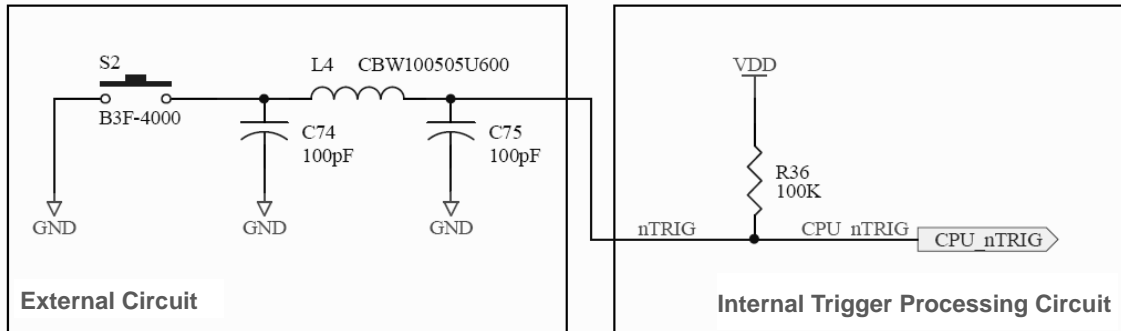 S2
B3F-4000
L4 CBW100505U600
C74
100pF
C75
100pF
GND
GND
GND
External Circuit
VDD
R36
100K
nTRIG
CPU_nTRIG
CPU_nTRIG
Internal Trigger Processing Circuit